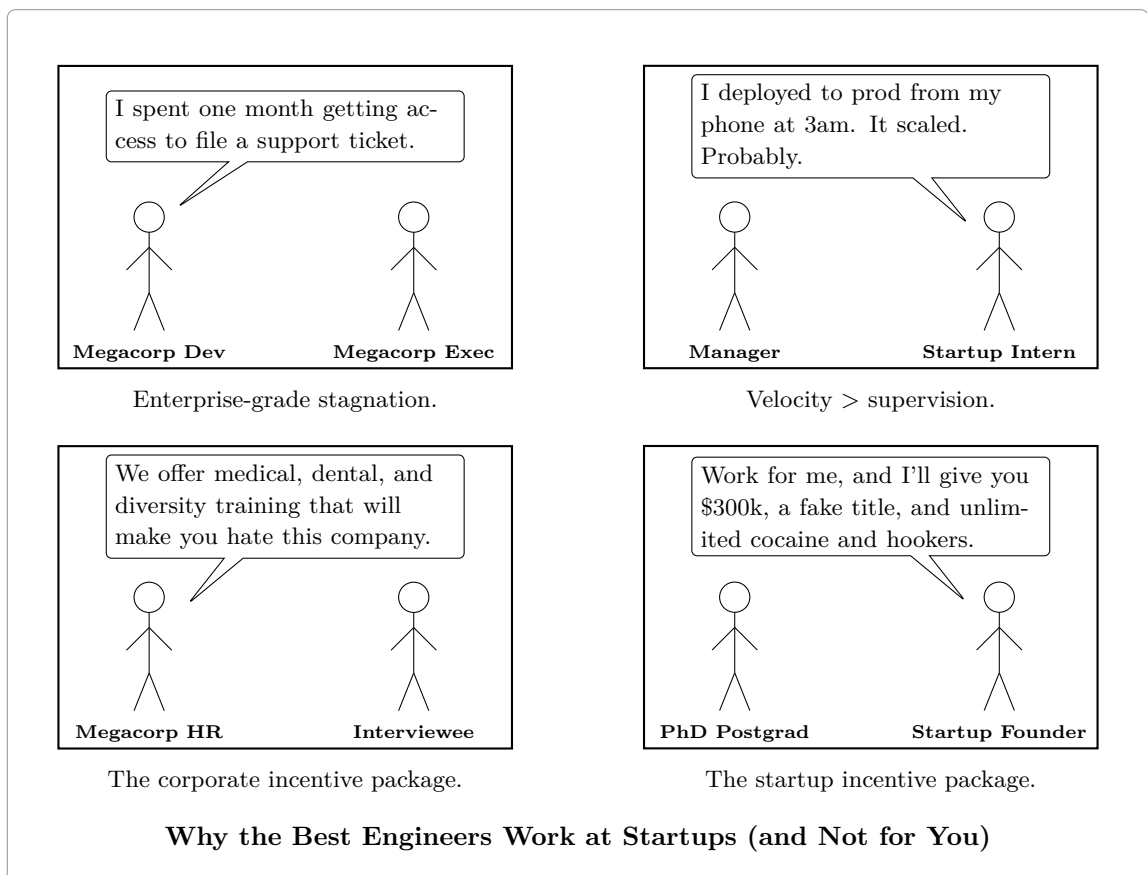 I spent one month getting ac-
cess to file a support ticket.
Megacorp Dev
Megacorp Exec
Enterprise-grade stagnation.
I deployed to prod from my
phone at 3am. It scaled.
Probably.
Manager
Startup Intern
Velocity > supervision.
We offer medical, dental, and
diversity training that will
make you hate this company.
Megacorp HR
Interviewee
The corporate incentive package.
Work for me, and I'll give you
$300k, a fake title, and unlim-
ited cocaine and hookers.
PhD Postgrad
Startup Founder
The startup incentive package.
Why the Best Engineers Work at Startups (and Not for You)